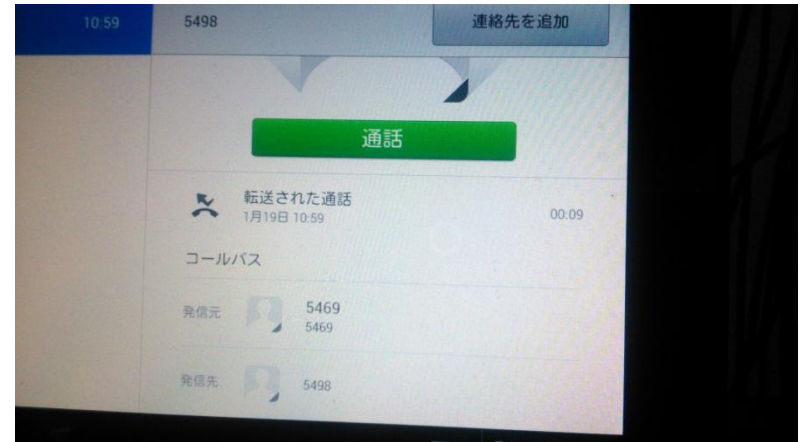 10:59
5498
連絡先を追加
通話
転送された通話
1月19日 10:59
00:09
コールパス
発信元
5469
5469
発信先
5498